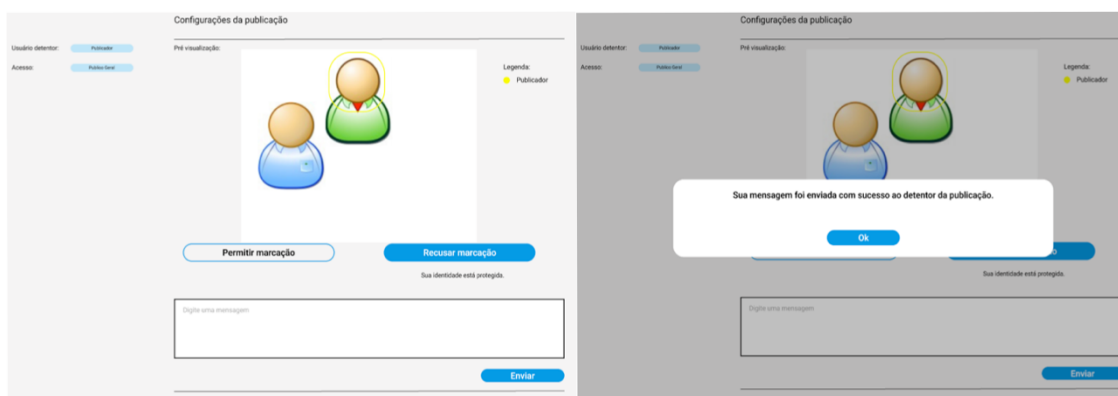 Configurações da publicação
Usuário detentor: Publicador
Pré visualização:
Acesso: Público Geral
Legenda:
Publicador
Permitir marcação
Recusar marcação
Sua identidade está protegida.
Digite uma mensagem
Enviar
Configurações da publicação
Usuário detentor: Publicador
Pré visualização:
Acesso: Público Geral
Legenda:
Publicador
Sua mensagem foi enviada com sucesso ao detentor da publicação.
Ok
Sua identidade está protegida.
Digite uma mensagem
Enviar